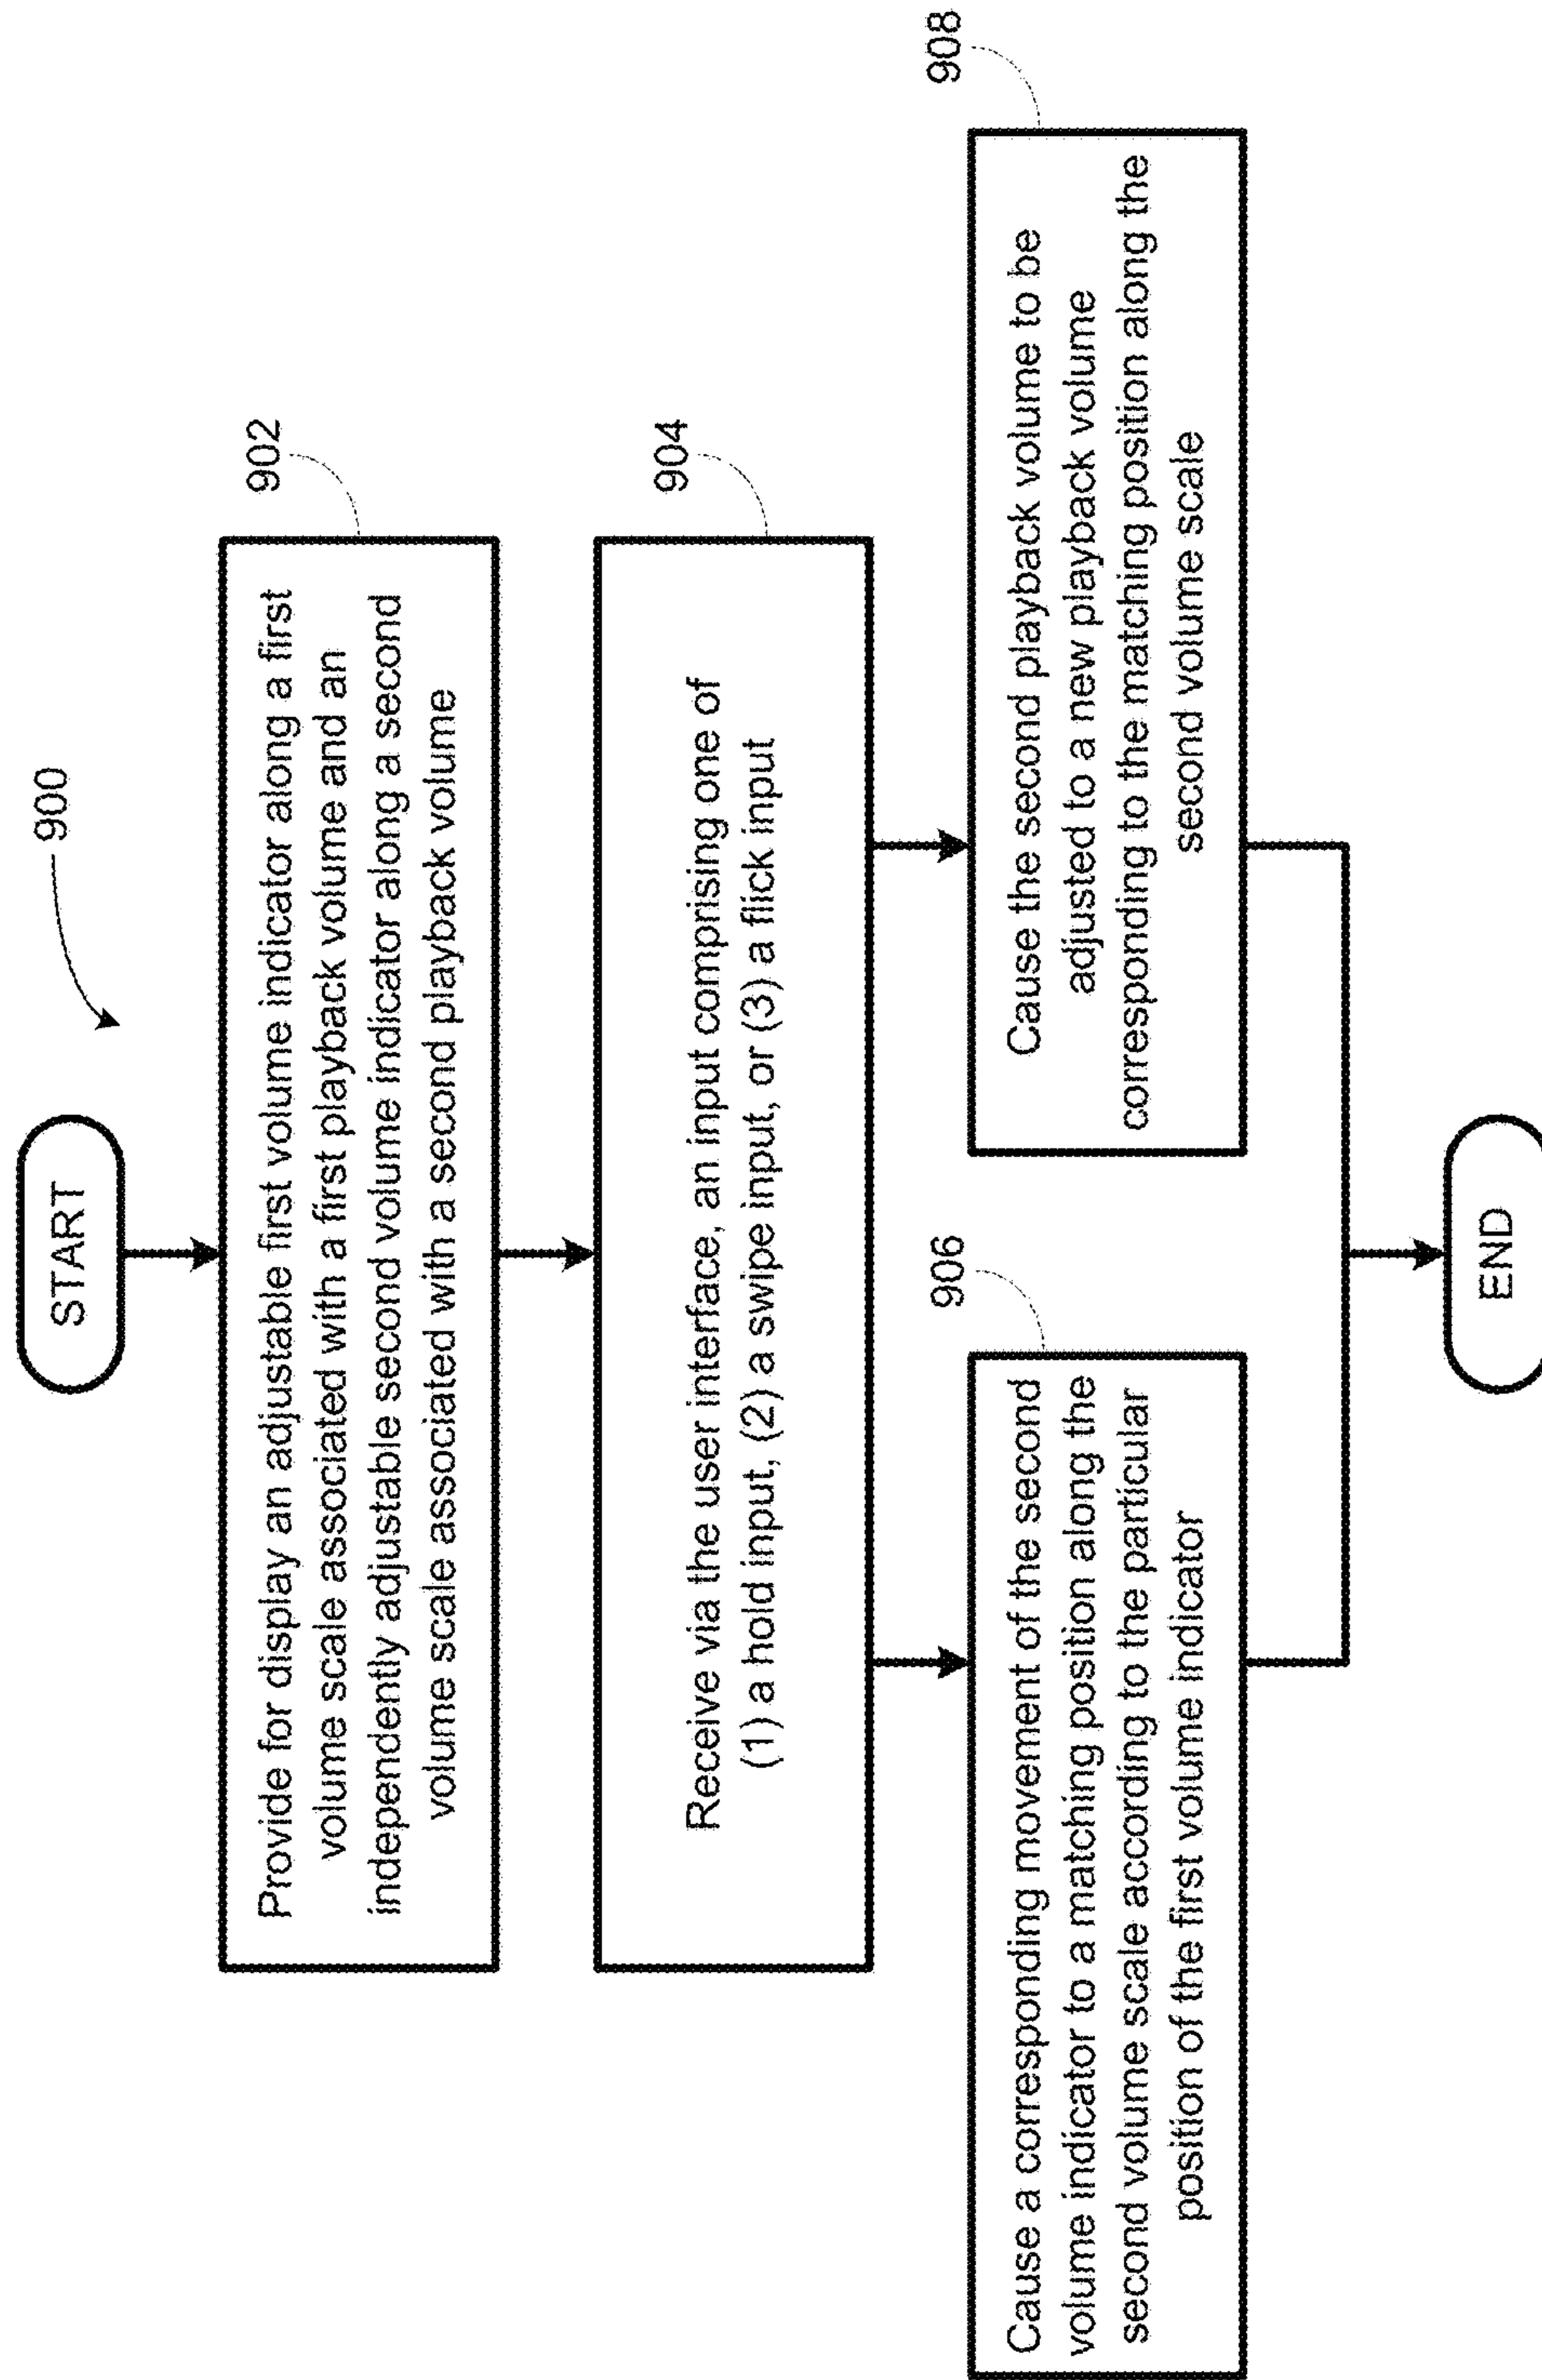 START
900
902
Provide for display an adjustable first volume indicator along a first
volume scale associated with a first playback volume and an
independently adjustable second volume indicator along a second
volume scale associated with a second playback volume
904
Receive via the user interface, an input comprising one of
(1) a hold input, (2) a swipe input, or (3) a flick input
906
Cause a corresponding movement of the second
volume indicator to a matching position along the
second volume scale according to the particular
position of the first volume indicator
908
Cause the second playback volume to be
adjusted to a new playback volume
corresponding to the matching position along the
second volume scale
END